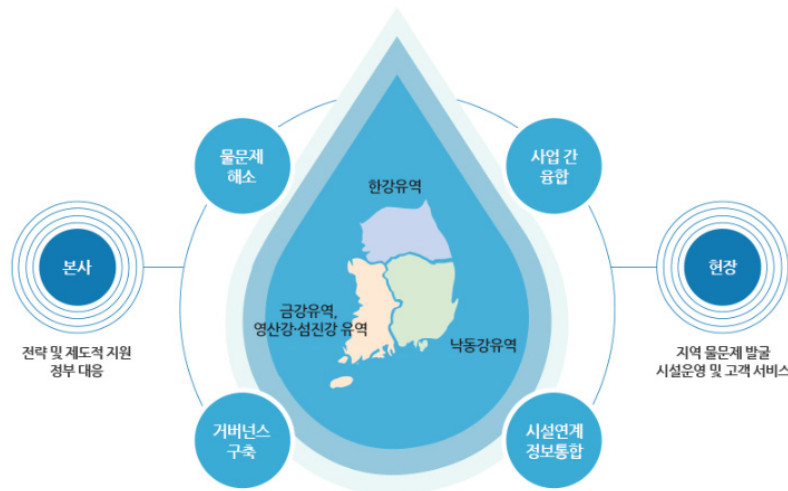 물문제
해소
사업 간
융합
한강유역
본사
현장
금강유역,
영산강·섬진강 유역
낙동강유역
전략 및 제도적 지원
정부 대응
지역 물문제 발굴
시설운영 및 고객 서비스
거버넌스
구축
시설연계
정보통합